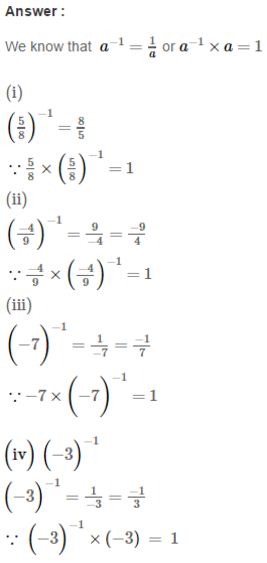 Answer :
We know that a⁻¹ = 1/a or a⁻¹ × a = 1
(i)
(5/8)⁻¹ = 8/5
∵ 5/8 × (5/8)⁻¹ = 1
(ii)
(-4/9)⁻¹ = 9/-4 = -9/4
∵ -4/9 × (-4/9)⁻¹ = 1
(iii)
(-7)⁻¹ = 1/-7 = -1/7
∵ -7 × (-7)⁻¹ = 1
(iv) (-3)⁻¹
(-3)⁻¹ = 1/-3 = -1/3
∵ (-3)⁻¹ × (-3) = 1